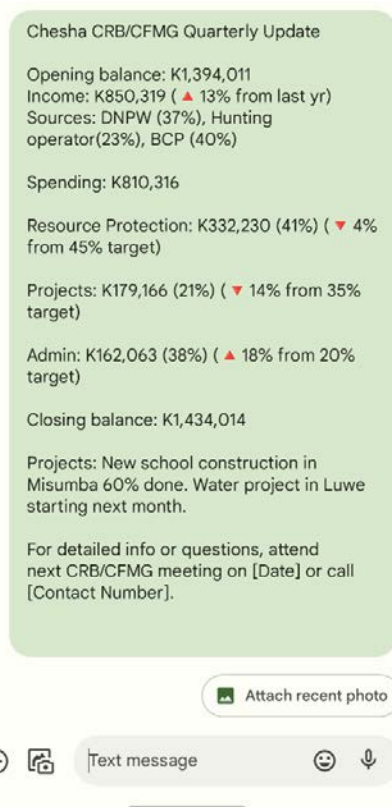 Chesha CRB/CFMG Quarterly Update
Opening balance: K1,394,011
Income: K850,319 (🔺 13% from last yr)
Sources: DNPW (37%), Hunting
operator(23%), BCP (40%)
Spending: K810,316
Resource Protection: K332,230 (41%) (🔻 4%
from 45% target)
Projects: K179,166 (21%) (🔻 14% from 35%
target)
Admin: K162,063 (38%) (🔺 18% from 20%
target)
Closing balance: K1,434,014
Projects: New school construction in
Misumba 60% done. Water project in Luwe
starting next month.
For detailed info or questions, attend
next CRB/CFMG meeting on [Date] or call
[Contact Number].
Attach recent photo
Text message